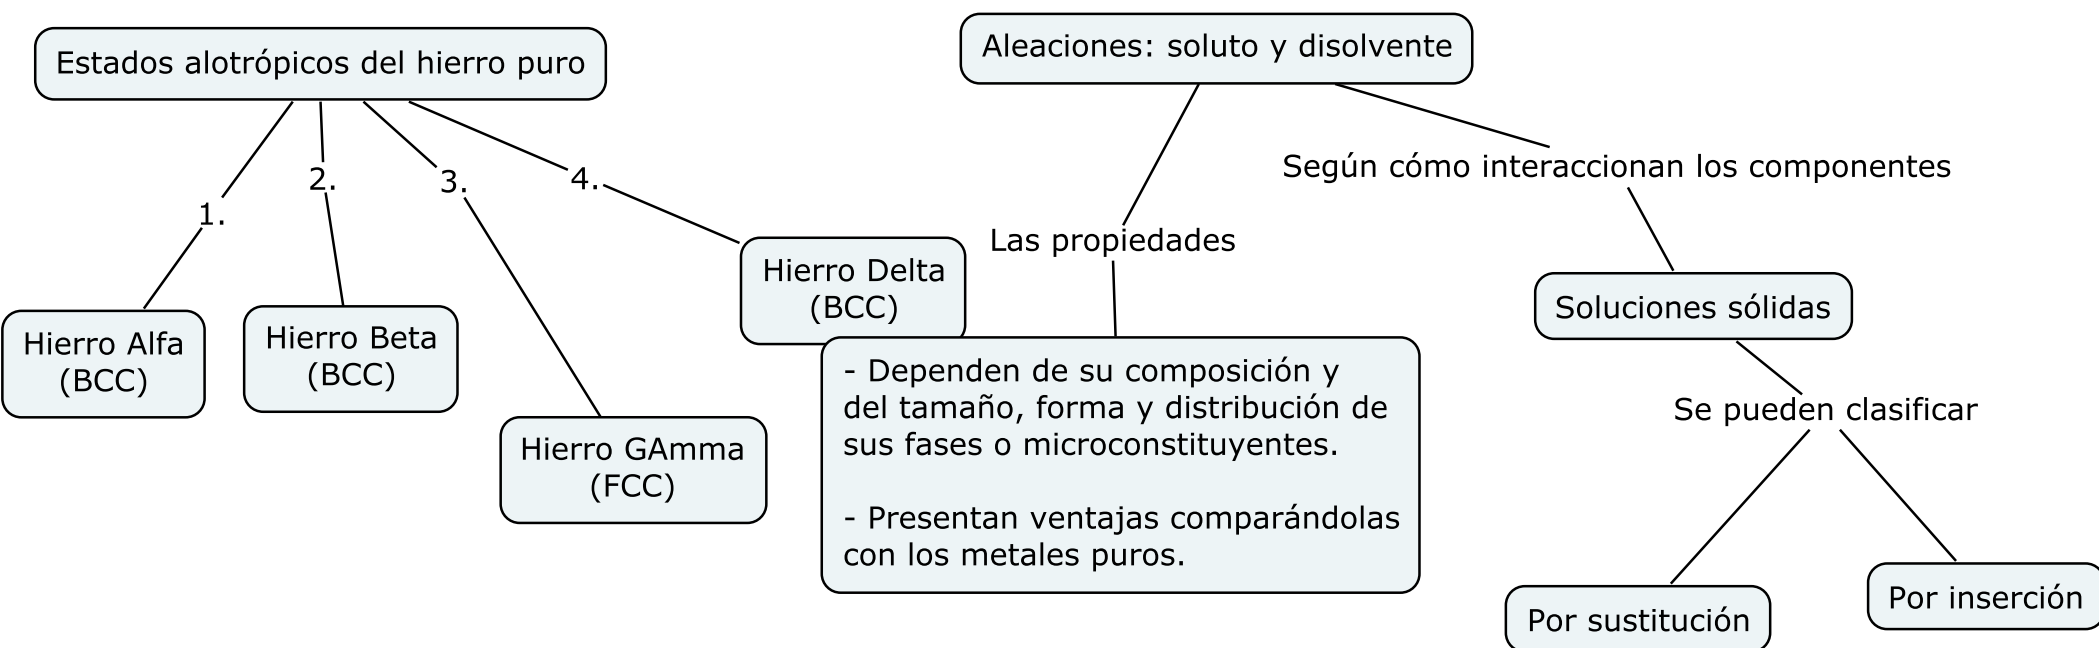 Estados alotrópicos del hierro puro
1.
2.
3.
4.
Hierro Alfa
(BCC)
Hierro Beta
(BCC)
Hierro GAmma
(FCC)
Hierro Delta
(BCC)
Aleaciones: soluto y disolvente
Las propiedades
- Dependen de su composición y
del tamaño, forma y distribución de
sus fases o microconstituyentes.
- Presentan ventajas comparándolas
con los metales puros.
Según cómo interaccionan los componentes
Soluciones sólidas
Se pueden clasificar
Por sustitución
Por inserción